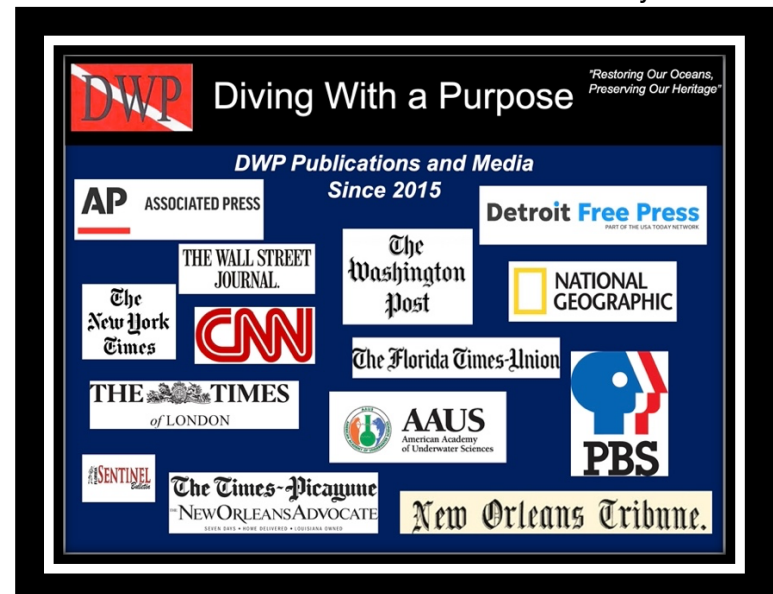 DWP
Diving With a Purpose
"Restoring Our Oceans,
Preserving Our Heritage"
DWP Publications and Media
Since 2015
AP ASSOCIATED PRESS
Detroit Free Press
PART OF THE USA TODAY NETWORK
THE WALL STREET
JOURNAL.
The
Washington
Post
NATIONAL
GEOGRAPHIC
The
New York
Times
CNN
The Florida Times-Union
THE TIMES
of LONDON
AAUS
American Academy
of Underwater Sciences
PBS
SENTINEL
Bulletin
The Times-Picayune
THE NEW ORLEANS ADVOCATE
SEVEN DAYS • HOME DELIVERED • LOUISIANA OWNED
New Orleans Tribune.